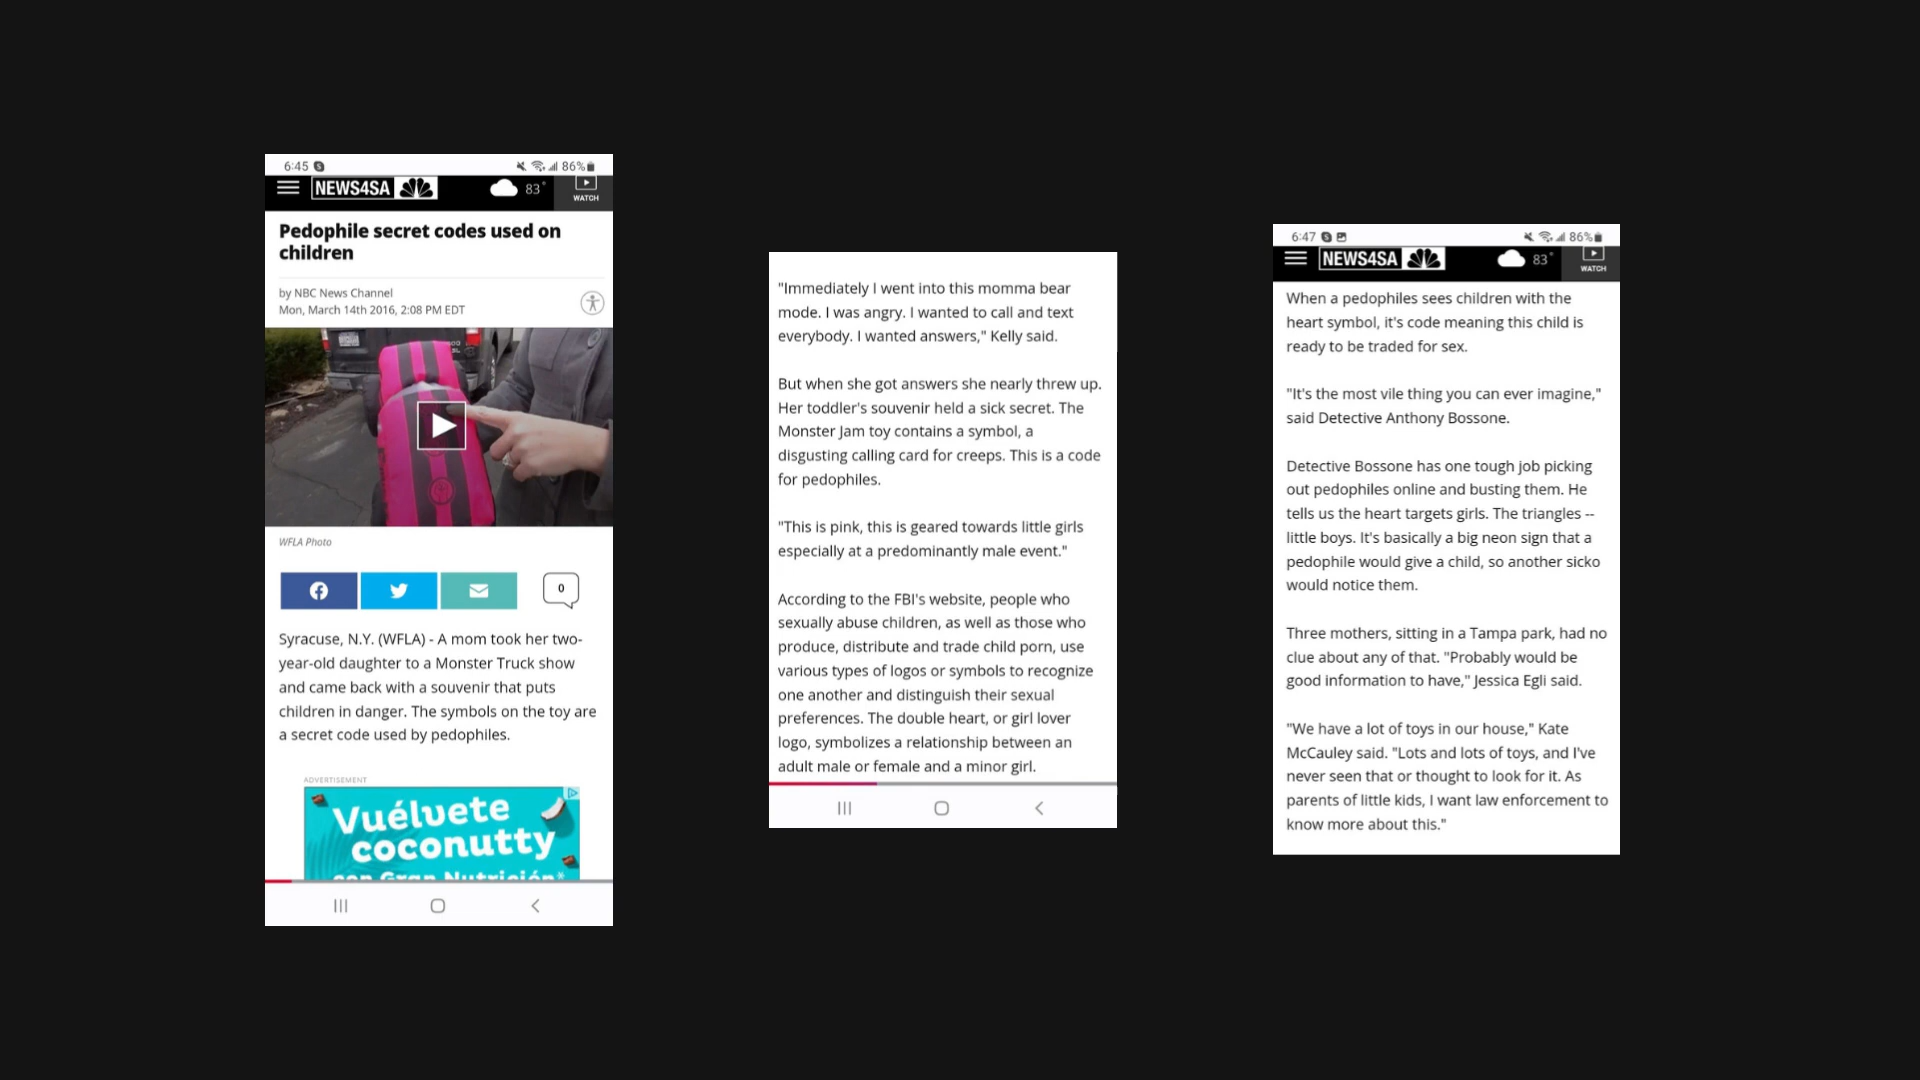 6:45
86%
NEWS4SA
83°
WATCH
Pedophile secret codes used on
children
by NBC News Channel
Mon, March 14th 2016, 2:08 PM EDT
WFLA Photo
0
Syracuse, N.Y. (WFLA) - A mom took her two-
year-old daughter to a Monster Truck show
and came back with a souvenir that puts
children in danger. The symbols on the toy are
a secret code used by pedophiles.
ADVERTISEMENT
Vuélvete
coconutty
con Gran Nutrición*
"Immediately I went into this momma bear
mode. I was angry. I wanted to call and text
everybody. I wanted answers," Kelly said.
But when she got answers she nearly threw up.
Her toddler's souvenir held a sick secret. The
Monster Jam toy contains a symbol, a
disgusting calling card for creeps. This is a code
for pedophiles.
"This is pink, this is geared towards little girls
especially at a predominantly male event."
According to the FBI's website, people who
sexually abuse children, as well as those who
produce, distribute and trade child porn, use
various types of logos or symbols to recognize
one another and distinguish their sexual
preferences. The double heart, or girl lover
logo, symbolizes a relationship between an
adult male or female and a minor girl.
6:47
86%
NEWS4SA
83°
WATCH
When a pedophiles sees children with the
heart symbol, it's code meaning this child is
ready to be traded for sex.
"It's the most vile thing you can ever imagine,"
said Detective Anthony Bossone.
Detective Bossone has one tough job picking
out pedophiles online and busting them. He
tells us the heart targets girls. The triangles --
little boys. It's basically a big neon sign that a
pedophile would give a child, so another sicko
would notice them.
Three mothers, sitting in a Tampa park, had no
clue about any of that. "Probably would be
good information to have," Jessica Egli said.
"We have a lot of toys in our house," Kate
McCauley said. "Lots and lots of toys, and I've
never seen that or thought to look for it. As
parents of little kids, I want law enforcement to
know more about this."